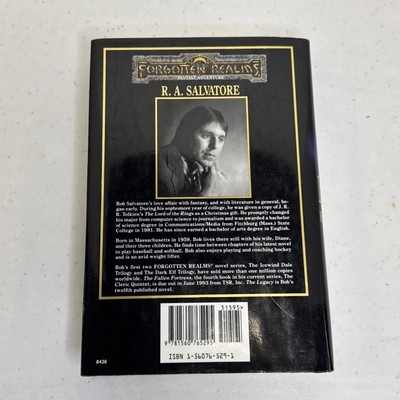 FORGOTTEN REALMS
FANTASY ADVENTURE
R. A. SALVATORE
Bob Salvatore's love affair with fantasy, and with literature in general, be-
gan early. During his sophomore year of college, he was given a copy of J. R.
R. Tolkien's The Lord of the Rings as a Christmas gift. He promptly changed
his major from computer science to journalism and was awarded a bachelor
of science degree in Communications/Media from Fitchburg (Mass.) State
College in 1981. He has since earned a bachelor of arts degree in English.
Born in Massachusetts in 1959, Bob lives there still with his wife, Diane,
and their three children. He finds time between chapters of his latest novel
to play baseball and softball. Bob also enjoys playing and coaching hockey
and is an avid weight lifter.
Bob's first two FORGOTTEN REALMS® novel series, The Icewind Dale
Trilogy and The Dark Elf Trilogy, have sold more than one million copies
worldwide. The Fallen Fortress, the fourth book in his current series, The
Cleric Quintet, is due out in June 1993 from TSR, Inc. The Legacy is Bob's
twelfth published novel.
51595>
9 781560 765295
ISBN 1-56076-529-1
8438